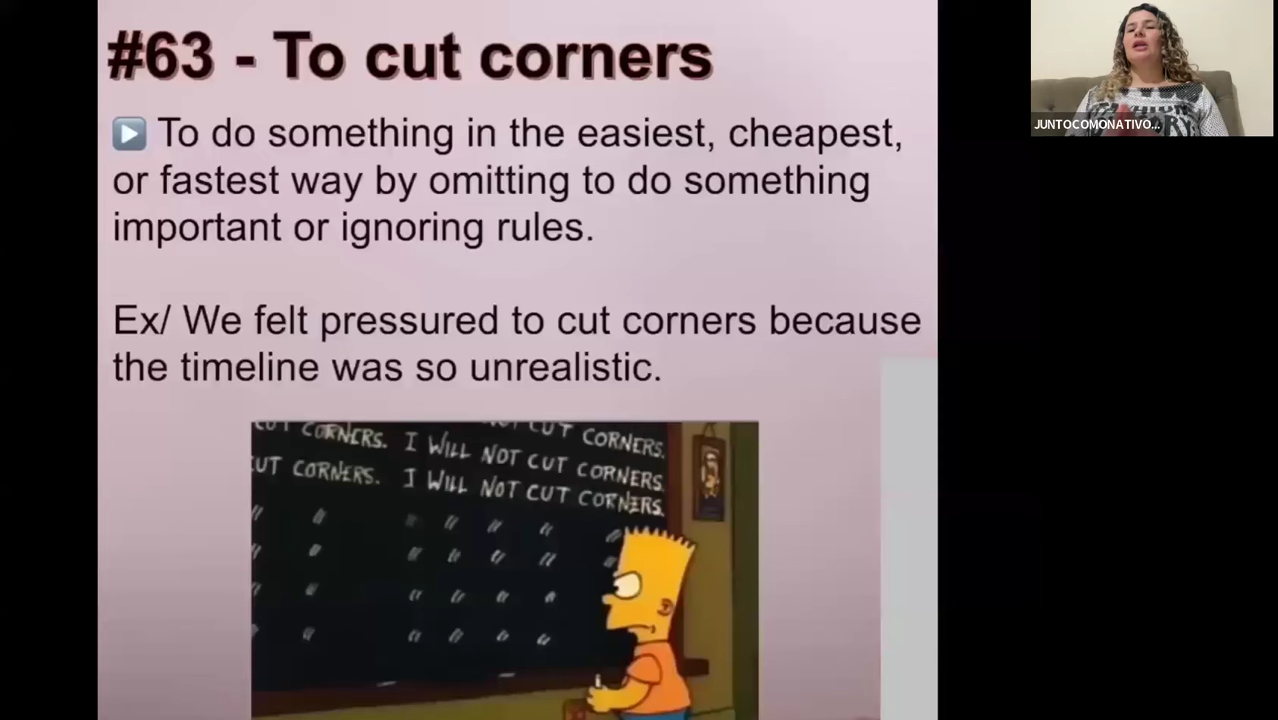 #63 - To cut corners
To do something in the easiest, cheapest,
or fastest way by omitting to do something
important or ignoring rules.
Ex/ We felt pressured to cut corners because
the timeline was so unrealistic.
CUT CORNERS. I WILL NOT CUT CORNERS.
CUT CORNERS. I WILL NOT CUT CORNERS.
JUNTOCOMONATIVO...